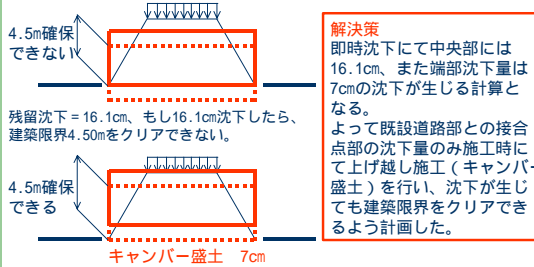 4.5m確保
できない
残留沈下＝16.1cm、もし16.1cm沈下したら、
建築限界4.50mをクリアできない。
4.5m確保
できる
キャンバー盛土　7cm
解決策
即時沈下にて中央部には
16.1cm、また端部沈下量は
7cmの沈下が生じる計算と
なる。
よって既設道路部との接合
点部の沈下量のみ施工時に
て上げ越し施工（キャンバー
盛土）を行い、沈下が生じ
ても建築限界をクリアでき
るよう計画した。